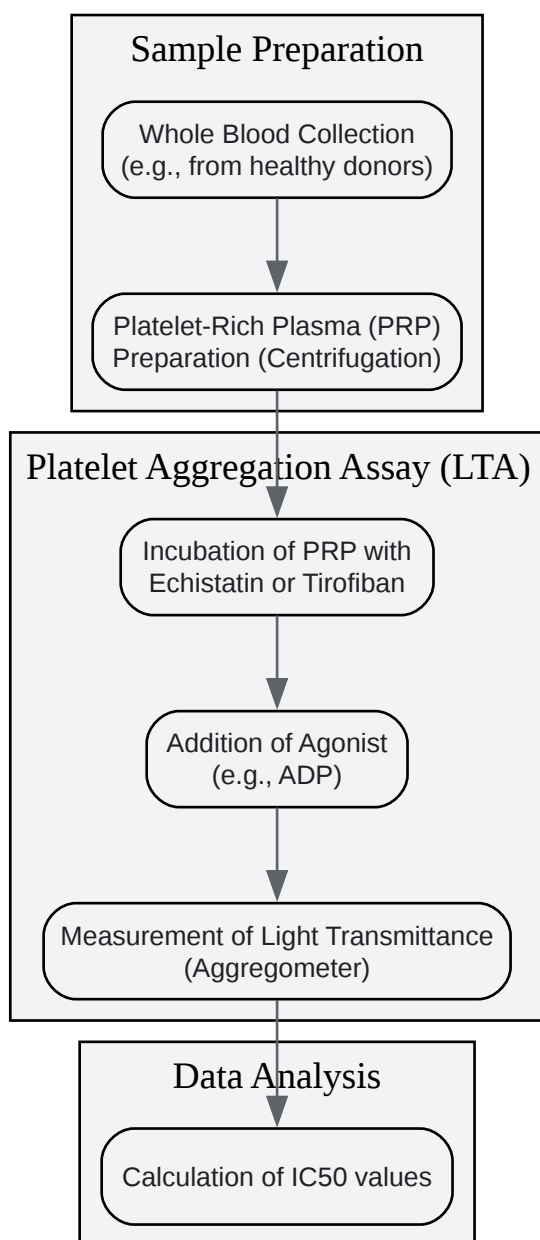 Sample Preparation
Whole Blood Collection
(e.g., from healthy donors)
Platelet-Rich Plasma (PRP)
Preparation (Centrifugation)
Platelet Aggregation Assay (LTA)
Incubation of PRP with
Echistatin or Tirofiban
Addition of Agonist
(e.g., ADP)
Measurement of Light Transmittance
(Aggregometer)
Data Analysis
Calculation of IC50 values